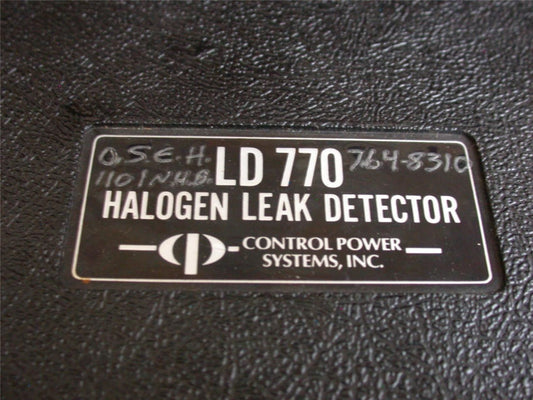 O.S.E.H. LD 770 764-8310
1101 N.H.B.
HALOGEN LEAK DETECTOR
CONTROL POWER
SYSTEMS, INC.